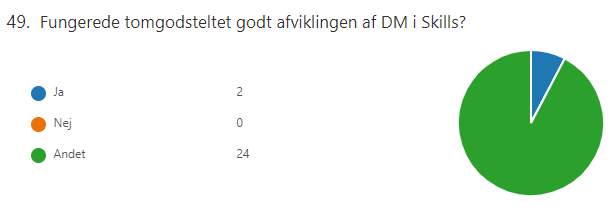 49. Fungerede tomgodsteltet godt afviklingen af DM i Skills?
Ja 2
Nej 0
Andet 24